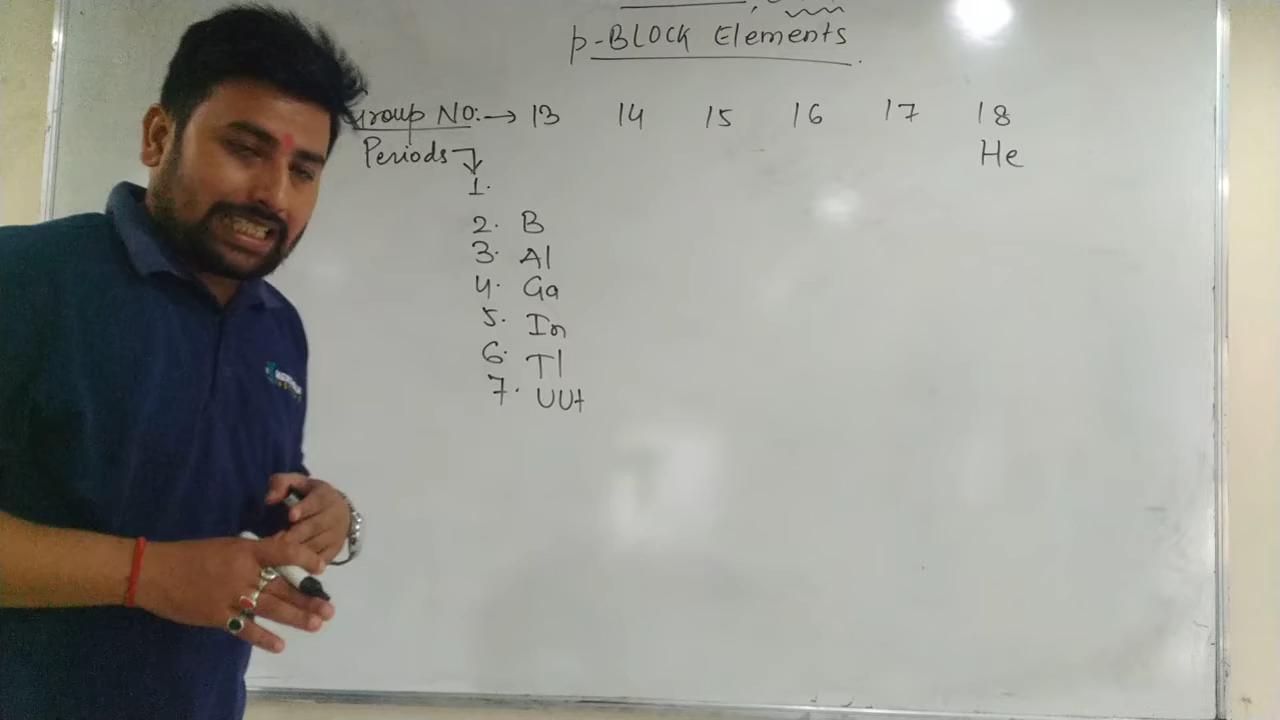 p-BLOCK Elements
Group No:→ 13 14 15 16 17 18
Periods He
1.
2. B
3. Al
4. Ga
5. In
6. Tl
7. UUt